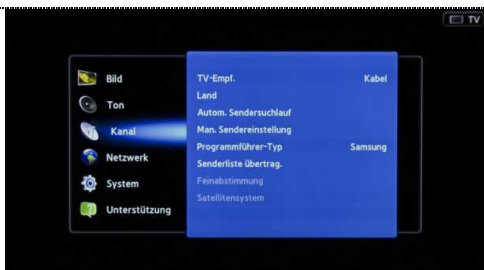 TV
Bild
Ton
Kanal
Netzwerk
System
Unterstützung
TV-Empf. Kabel
Land
Autom. Sendersuchlauf
Man. Sendereinstellung
Programmführer-Typ Samsung
Senderliste übertrag.
Feinabstimmung
Satellitensystem